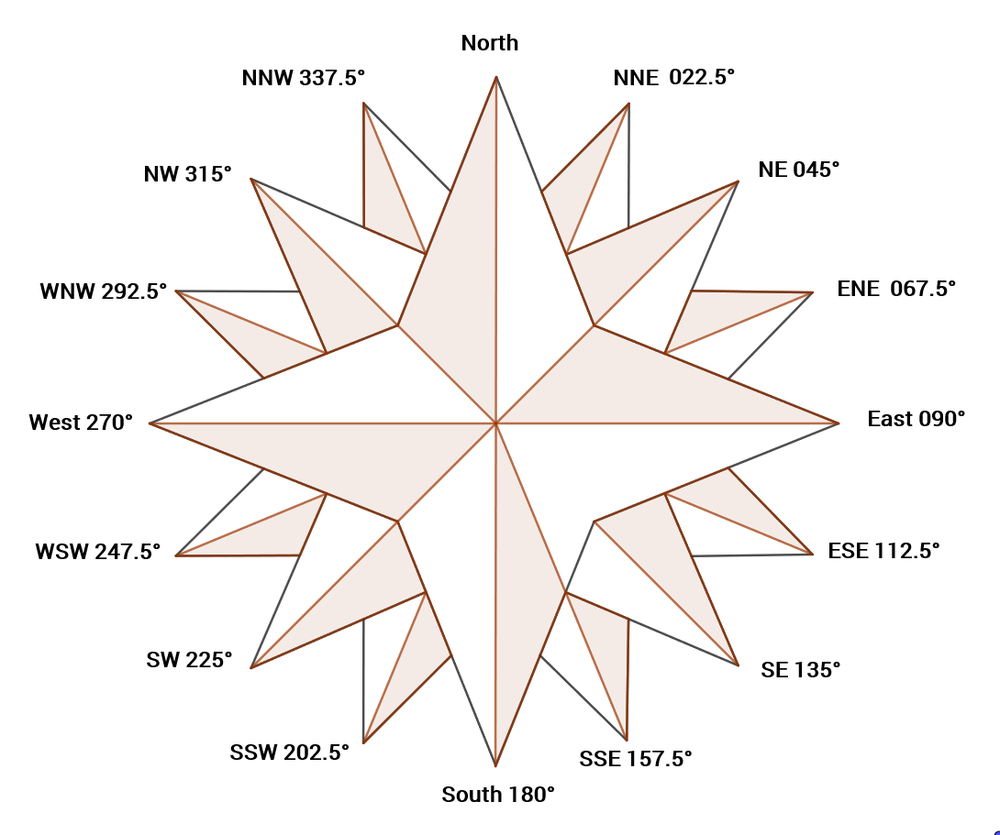 North
NNW 337.5°
NNE 022.5°
NW 315°
NE 045°
WNW 292.5°
ENE 067.5°
West 270°
East 090°
WSW 247.5°
ESE 112.5°
SW 225°
SE 135°
SSW 202.5°
SSE 157.5°
South 180°